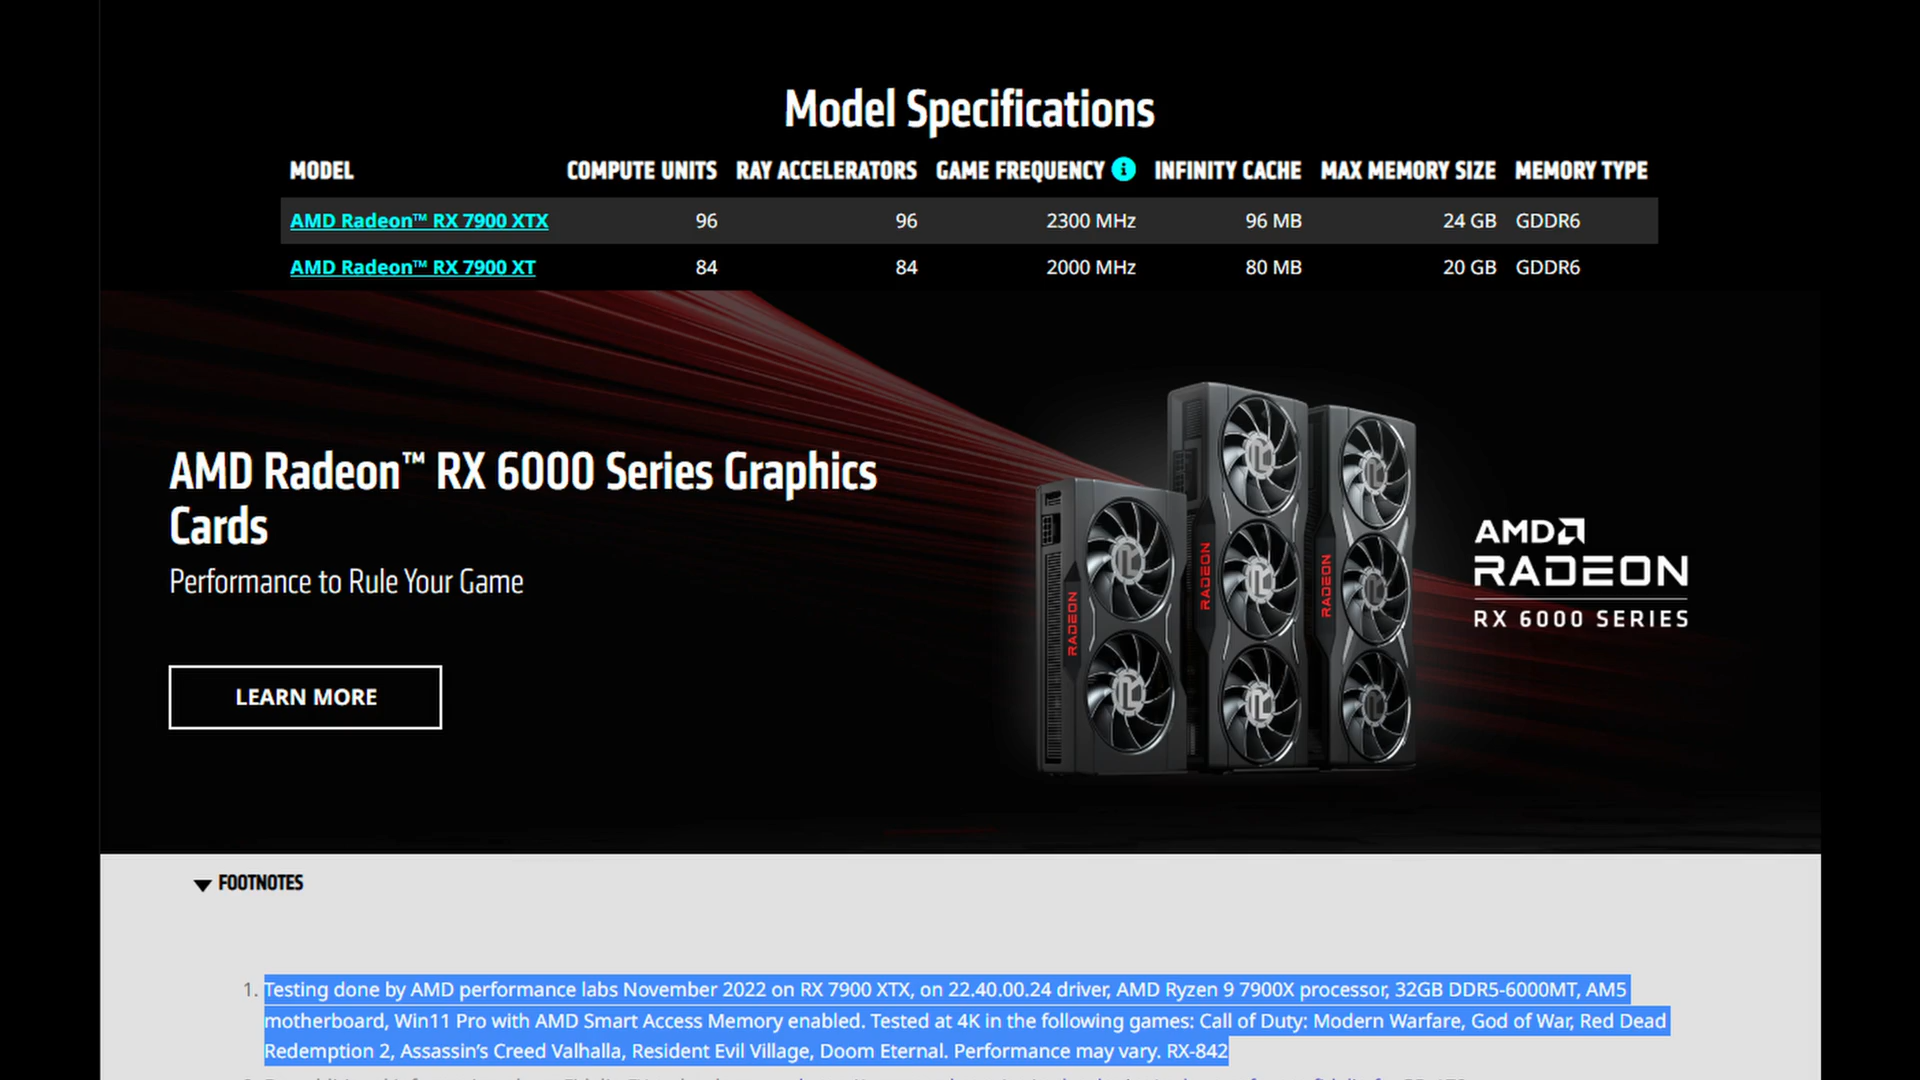 Model Specifications
MODEL COMPUTE UNITS RAY ACCELERATORS GAME FREQUENCY i INFINITY CACHE MAX MEMORY SIZE MEMORY TYPE
AMD Radeon™ RX 7900 XTX 96 96 2300 MHz 96 MB 24 GB GDDR6
AMD Radeon™ RX 7900 XT 84 84 2000 MHz 80 MB 20 GB GDDR6
AMD Radeon™ RX 6000 Series Graphics
Cards
Performance to Rule Your Game
LEARN MORE
RADEON
RADEON
RADEON
AMD
RADEON
RX 6000 SERIES
FOOTNOTES
1. Testing done by AMD performance labs November 2022 on RX 7900 XTX, on 22.40.00.24 driver, AMD Ryzen 9 7900X processor, 32GB DDR5-6000MT, AM5
motherboard, Win11 Pro with AMD Smart Access Memory enabled. Tested at 4K in the following games: Call of Duty: Modern Warfare, God of War, Red Dead
Redemption 2, Assassin's Creed Valhalla, Resident Evil Village, Doom Eternal. Performance may vary. RX-842